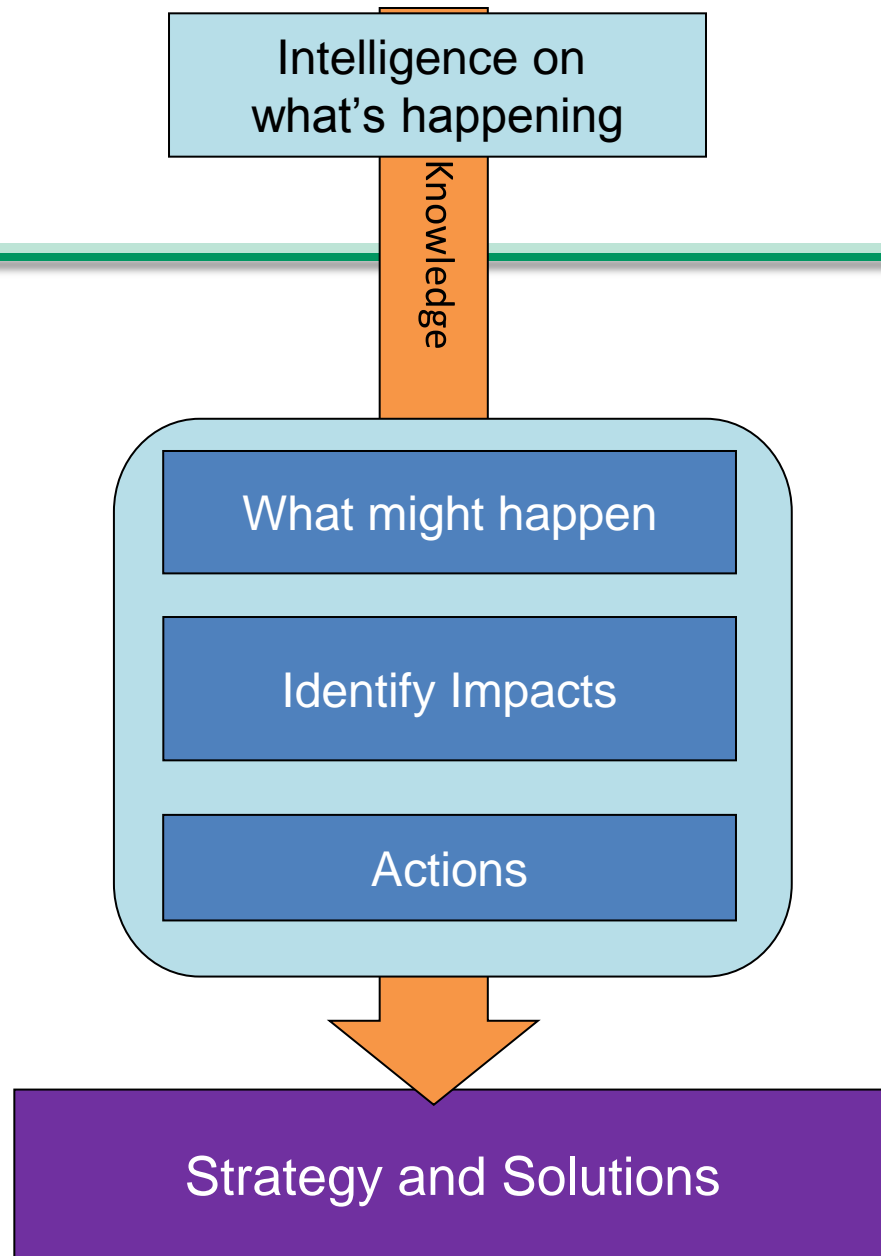 Intelligence on
what’s happening
Knowledge
What might happen
Identify Impacts
Actions
Strategy and Solutions